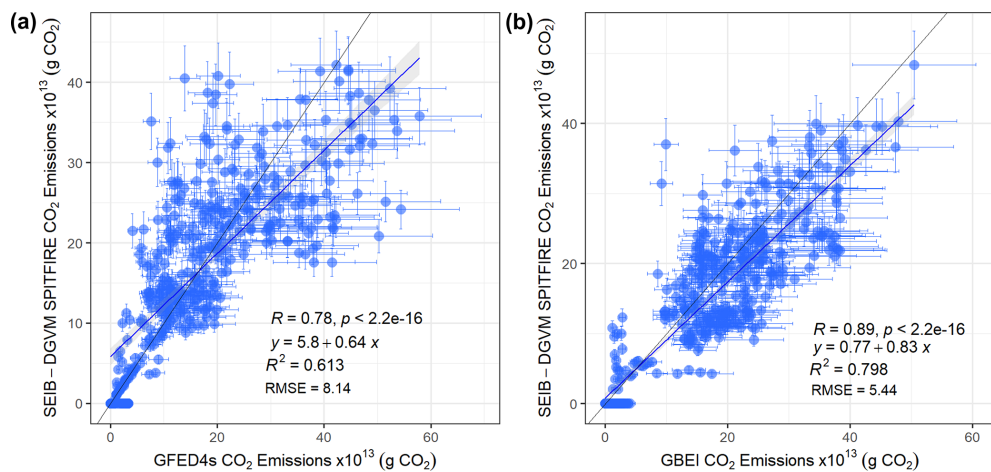 (a)
SEIB – DGVM SPITFIRE CO2 Emissions x10^13 (g CO2)
40
30
20
10
0
R = 0.78, p < 2.2e-16
y = 5.8 + 0.64 x
R^2 = 0.613
RMSE = 8.14
0 20 40 60
GFED4s CO2 Emissions x10^13 (g CO2)
(b)
SEIB – DGVM SPITFIRE CO2 Emissions x10^13 (g CO2)
40
20
0
R = 0.89, p < 2.2e-16
y = 0.77 + 0.83 x
R^2 = 0.798
RMSE = 5.44
0 20 40 60
GBEI CO2 Emissions x10^13 (g CO2)